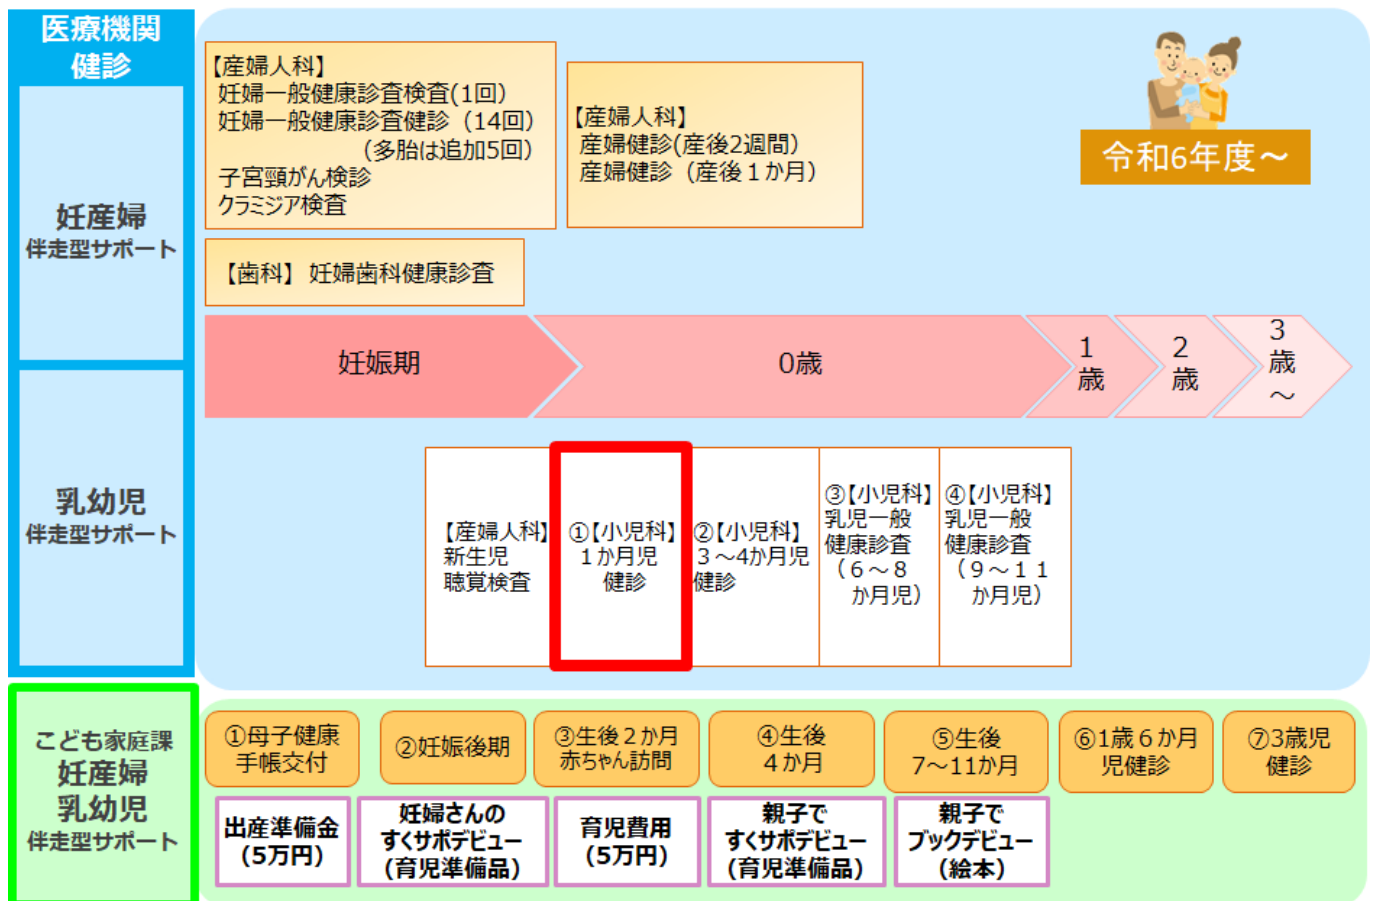 医療機関
健診
妊産婦
伴走型サポート
乳幼児
伴走型サポート
【産婦人科】
妊婦一般健康診査検査(1回)
妊婦一般健康診査健診（14回）
（多胎は追加5回）
子宮頸がん検診
クラミジア検査
【産婦人科】
産婦健診(産後2週間)
産婦健診（産後１か月）
令和6年度～
【歯科】妊婦歯科健康診査
妊娠期
0歳
１
歳
２
歳
３
歳
～
【産婦人科】
新生児
聴覚検査
①【小児科】
１か月児
健診
②【小児科】
３～4か月児
健診
③【小児科】
乳児一般
健康診査
（６～８
か月児）
④【小児科】
乳児一般
健康診査
（９～１１
か月児）
こども家庭課
妊産婦
乳幼児
伴走型サポート
①母子健康
手帳交付
②妊娠後期
③生後２か月
赤ちゃん訪問
④生後
４か月
⑤生後
7～11か月
⑥1歳６か月
児健診
⑦3歳児
健診
出産準備金
（5万円）
妊婦さんの
すくサポデビュー
（育児準備品）
育児費用
（5万円）
親子で
すくサポデビュー
（育児準備品）
親子で
ブックデビュー
（絵本）